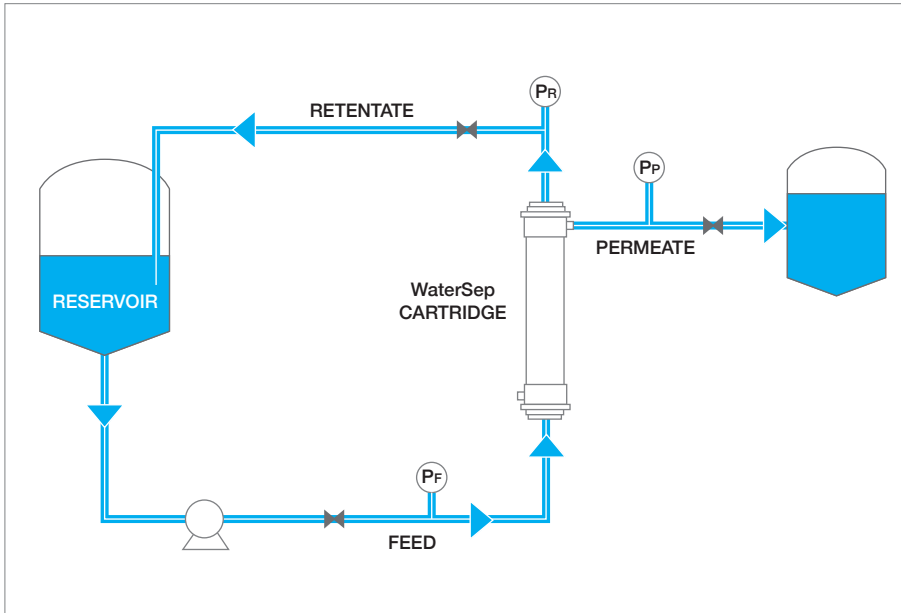 PR
RETENTATE
PP
PERMEATE
RESERVOIR
WaterSep
CARTRIDGE
PF
FEED